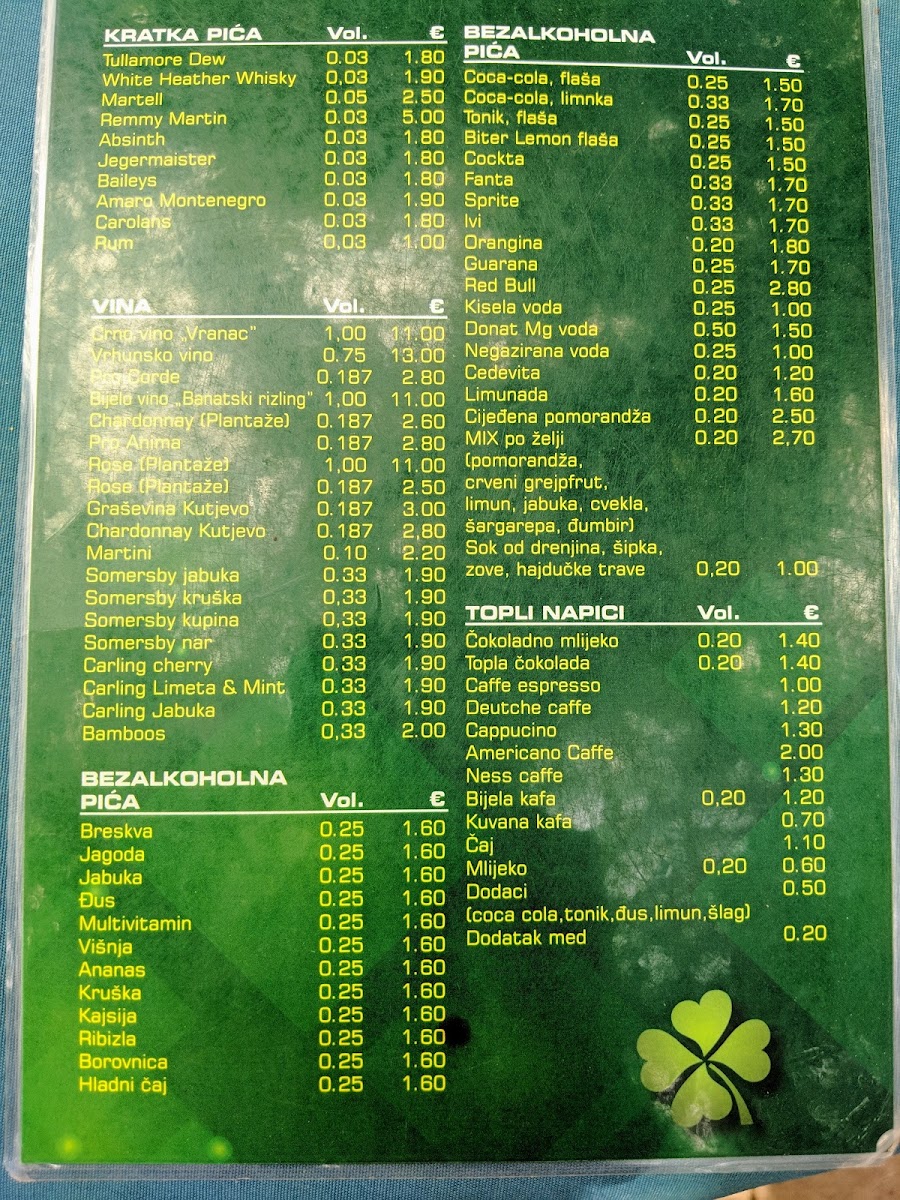 KRATKA PIĆA Vol. €
Tullamore Dew 0.03 1.80
White Heather Whisky 0,03 1.90
Martell 0.05 2.50
Remmy Martin 0.03 5.00
Absinth 0.03 1.80
Jegermaister 0.03 1.80
Baileys 0.03 1.80
Amaro Montenegro 0.03 1.90
Carolans 0.03 1.80
Rum 0,03 1.00
VINA Vol. €
Crno vino „Vranac” 1,00 11.00
Vrhunsko vino 0.75 13.00
Pro Corde 0.187 2.80
Bijelo vino „Banatski rizling” 1,00 11.00
Chardonnay (Plantaže) 0.187 2.60
Pro Anima 0.187 2.80
Rose (Plantaže) 1,00 11.00
Rose (Plantaže) 0.187 2.50
Graševina Kutjevo 0.187 3.00
Chardonnay Kutjevo 0.187 2,80
Martini 0.10 2.20
Somersby jabuka 0.33 1.90
Somersby kruška 0,33 1.90
Somersby kupina 0,33 1.90
Somersby nar 0.33 1.90
Carling cherry 0.33 1.90
Carling Limeta & Mint 0.33 1.90
Carling Jabuka 0.33 1.90
Bamboos 0,33 2.00
BEZALKOHOLNA
PIĆA Vol. €
Breskva 0.25 1.60
Jagoda 0.25 1.60
Jabuka 0.25 1.60
Đus 0.25 1.60
Multivitamin 0.25 1.60
Višnja 0.25 1.60
Ananas 0.25 1.60
Kruška 0.25 1.60
Kajsija 0.25 1.60
Ribizla 0.25 1.60
Borovnica 0.25 1.60
Hladni čaj 0.25 1.60
BEZALKOHOLNA
PIĆA Vol. €
Coca-cola, flaša 0.25 1.50
Coca-cola, limnka 0.33 1.70
Tonik, flaša 0.25 1.50
Biter Lemon flaša 0.25 1.50
Cockta 0.25 1.50
Fanta 0.33 1.70
Sprite 0.33 1.70
Ivi 0.33 1.70
Orangina 0.20 1.80
Guarana 0.25 1.70
Red Bull 0.25 2.80
Kisela voda 0.25 1.00
Donat Mg voda 0.50 1.50
Negazirana voda 0.25 1.00
Cedevita 0.20 1.20
Limunada 0.20 1.60
Cijeđena pomorandža 0.20 2.50
MIX po želji 0.20 2,70
(pomorandža,
crveni grejpfrut,
limun, jabuka, cvekla,
šargarepa, đumbir)
Sok od drenjina, šipka,
zove, hajdučke trave 0,20 1.00
TOPLI NAPICI Vol. €
Čokoladno mlijeko 0.20 1.40
Topla čokolada 0.20 1.40
Caffe espresso 1.00
Deutche caffe 1.20
Cappucino 1.30
Americano Caffe 2.00
Ness caffe 1.30
Bijela kafa 0,20 1.20
Kuvana kafa 0.70
Čaj 1.10
Mlijeko 0,20 0.60
Dodaci 0.50
(coca cola,tonik,đus,limun,šlag)
Dodatak med 0.20